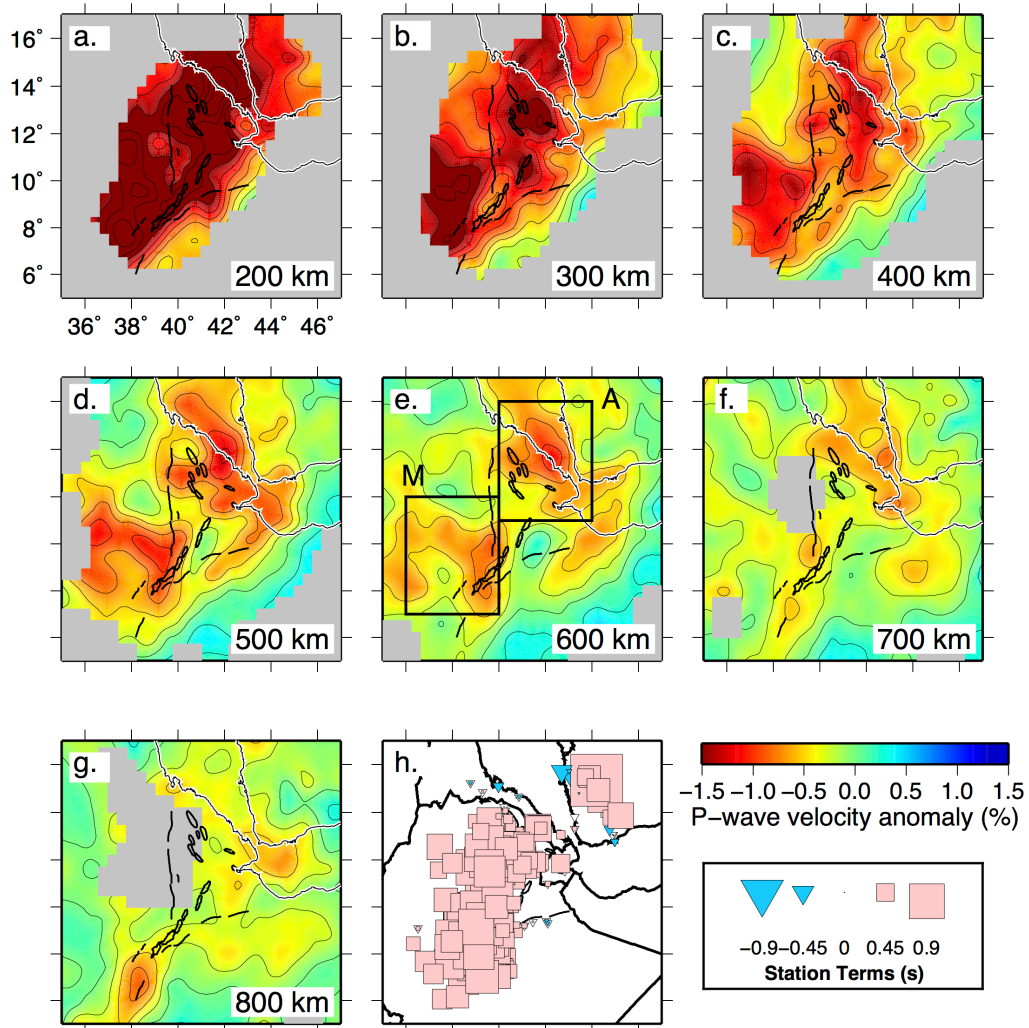 a.
b.
c.
16°
14°
12°
10°
8°
6°
200 km
300 km
400 km
36° 38° 40° 42° 44° 46°
d.
e.
f.
A
M
500 km
600 km
700 km
g.
h.
−1.5 −1.0 −0.5 0.0 0.5 1.0 1.5
P−wave velocity anomaly (%)
−0.9 −0.45 0 0.45 0.9
Station Terms (s)
800 km